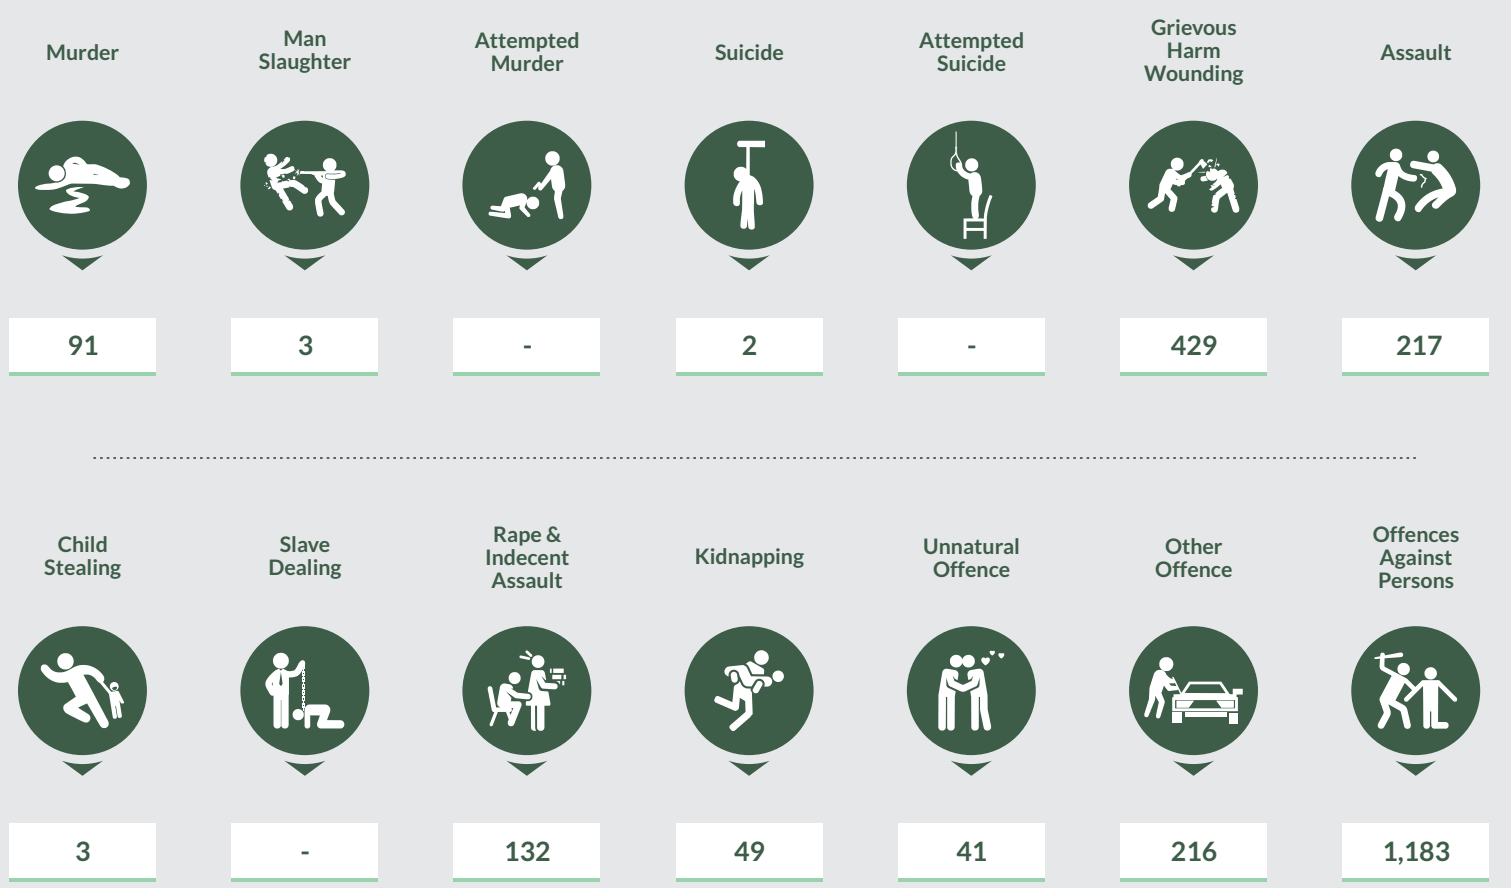 Murder
Man
Slaughter
Attempted
Murder
Suicide
Attempted
Suicide
Grievous
Harm
Wounding
Assault
91
3
-
2
-
429
217
Child
Stealing
Slave
Dealing
Rape &
Indecent
Assault
Kidnapping
Unnatural
Offence
Other
Offence
Offences
Against
Persons
3
-
132
49
41
216
1,183